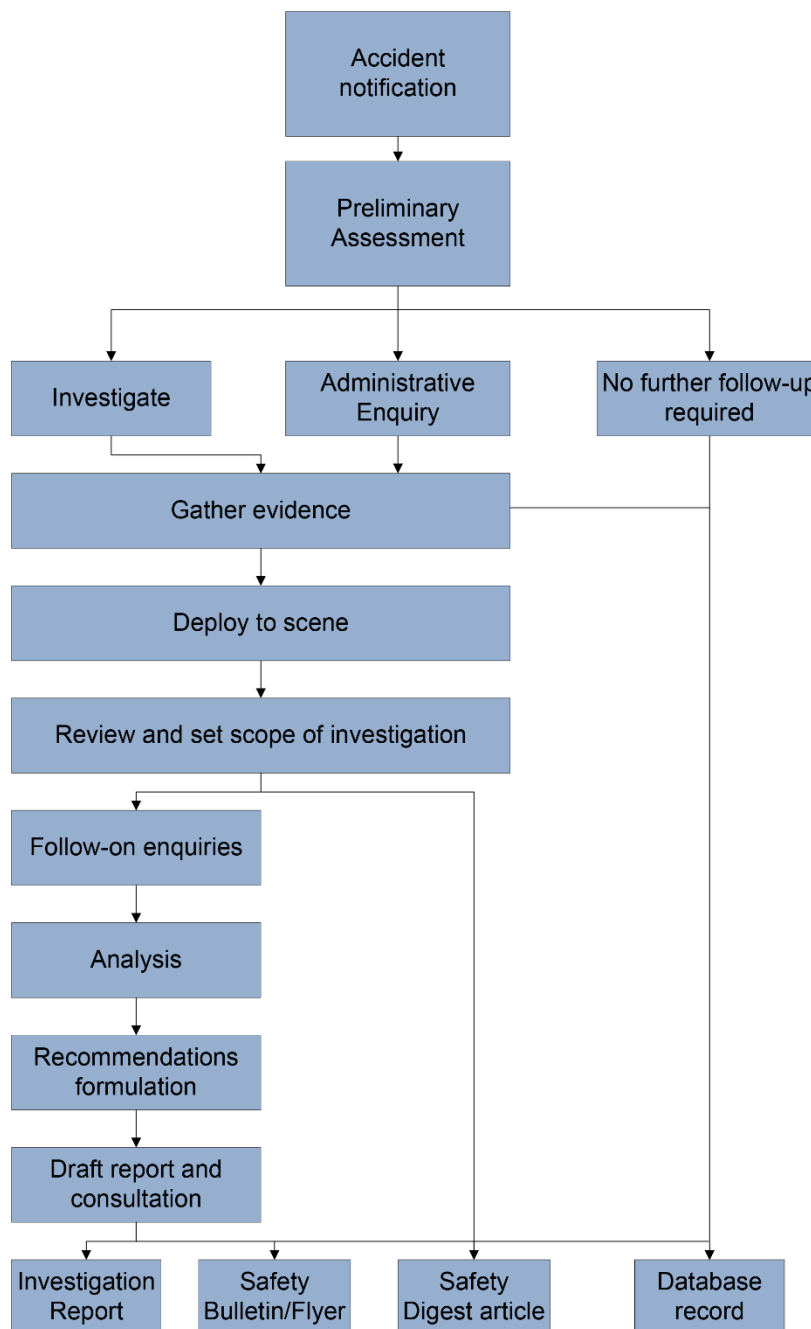 Accident
notification
Preliminary
Assessment
Investigate
Administrative
Enquiry
No further follow-up
required
Gather evidence
Deploy to scene
Review and set scope of investigation
Follow-on enquiries
Analysis
Recommendations
formulation
Draft report and
consultation
Investigation
Report
Safety
Bulletin/Flyer
Safety
Digest article
Database
record